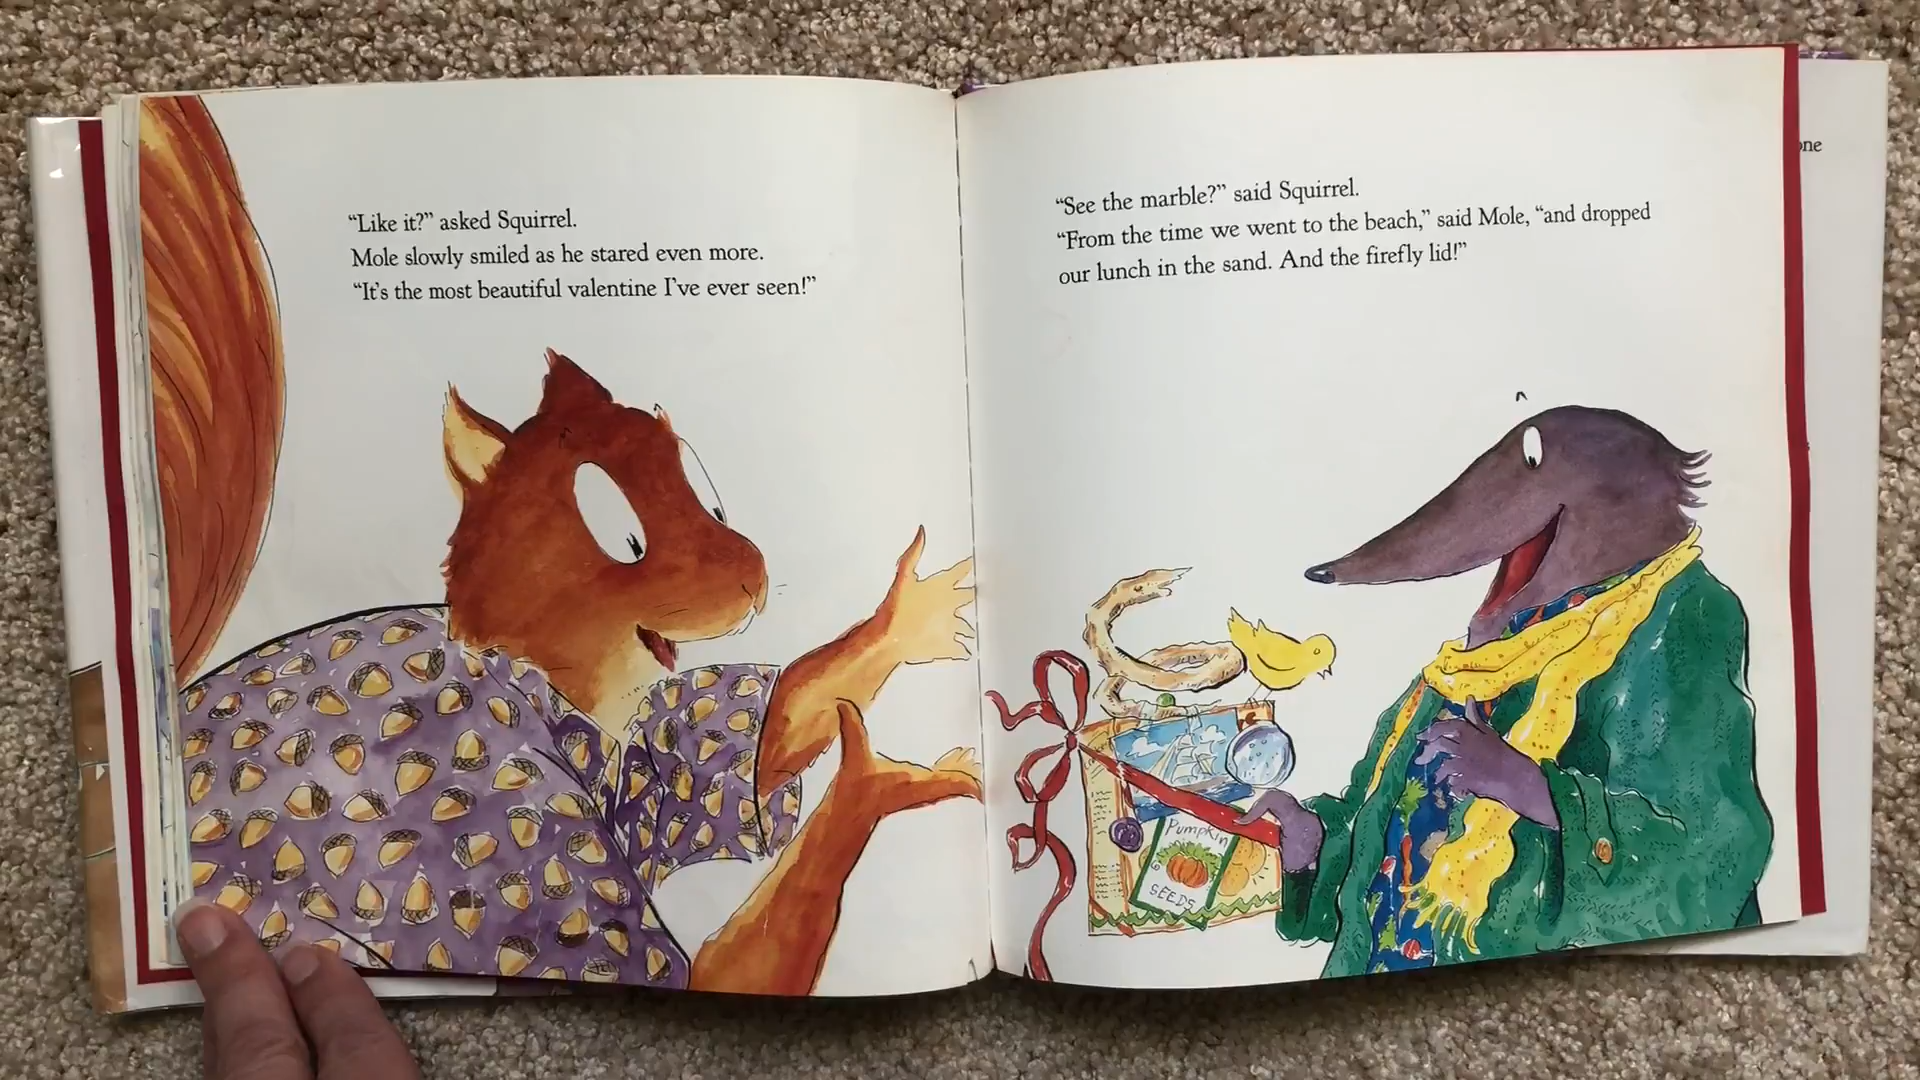 “Like it?” asked Squirrel.
Mole slowly smiled as he stared even more.
“It’s the most beautiful valentine I’ve ever seen!”
“See the marble?” said Squirrel.
“From the time we went to the beach,” said Mole, “and dropped
our lunch in the sand. And the firefly lid!”
Pumpkin
SEEDS